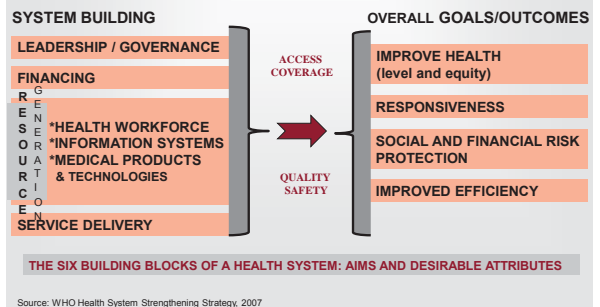 SYSTEM BUILDING
LEADERSHIP / GOVERNANCE
FINANCING
RESOURCE
GENERATION
*HEALTH WORKFORCE
*INFORMATION SYSTEMS
*MEDICAL PRODUCTS
& TECHNOLOGIES
SERVICE DELIVERY
ACCESS
COVERAGE
QUALITY
SAFETY
OVERALL GOALS/OUTCOMES
IMPROVE HEALTH
(level and equity)
RESPONSIVENESS
SOCIAL AND FINANCIAL RISK
PROTECTION
IMPROVED EFFICIENCY
THE SIX BUILDING BLOCKS OF A HEALTH SYSTEM: AIMS AND DESIRABLE ATTRIBUTES
Source: WHO Health System Strengthening Strategy, 2007